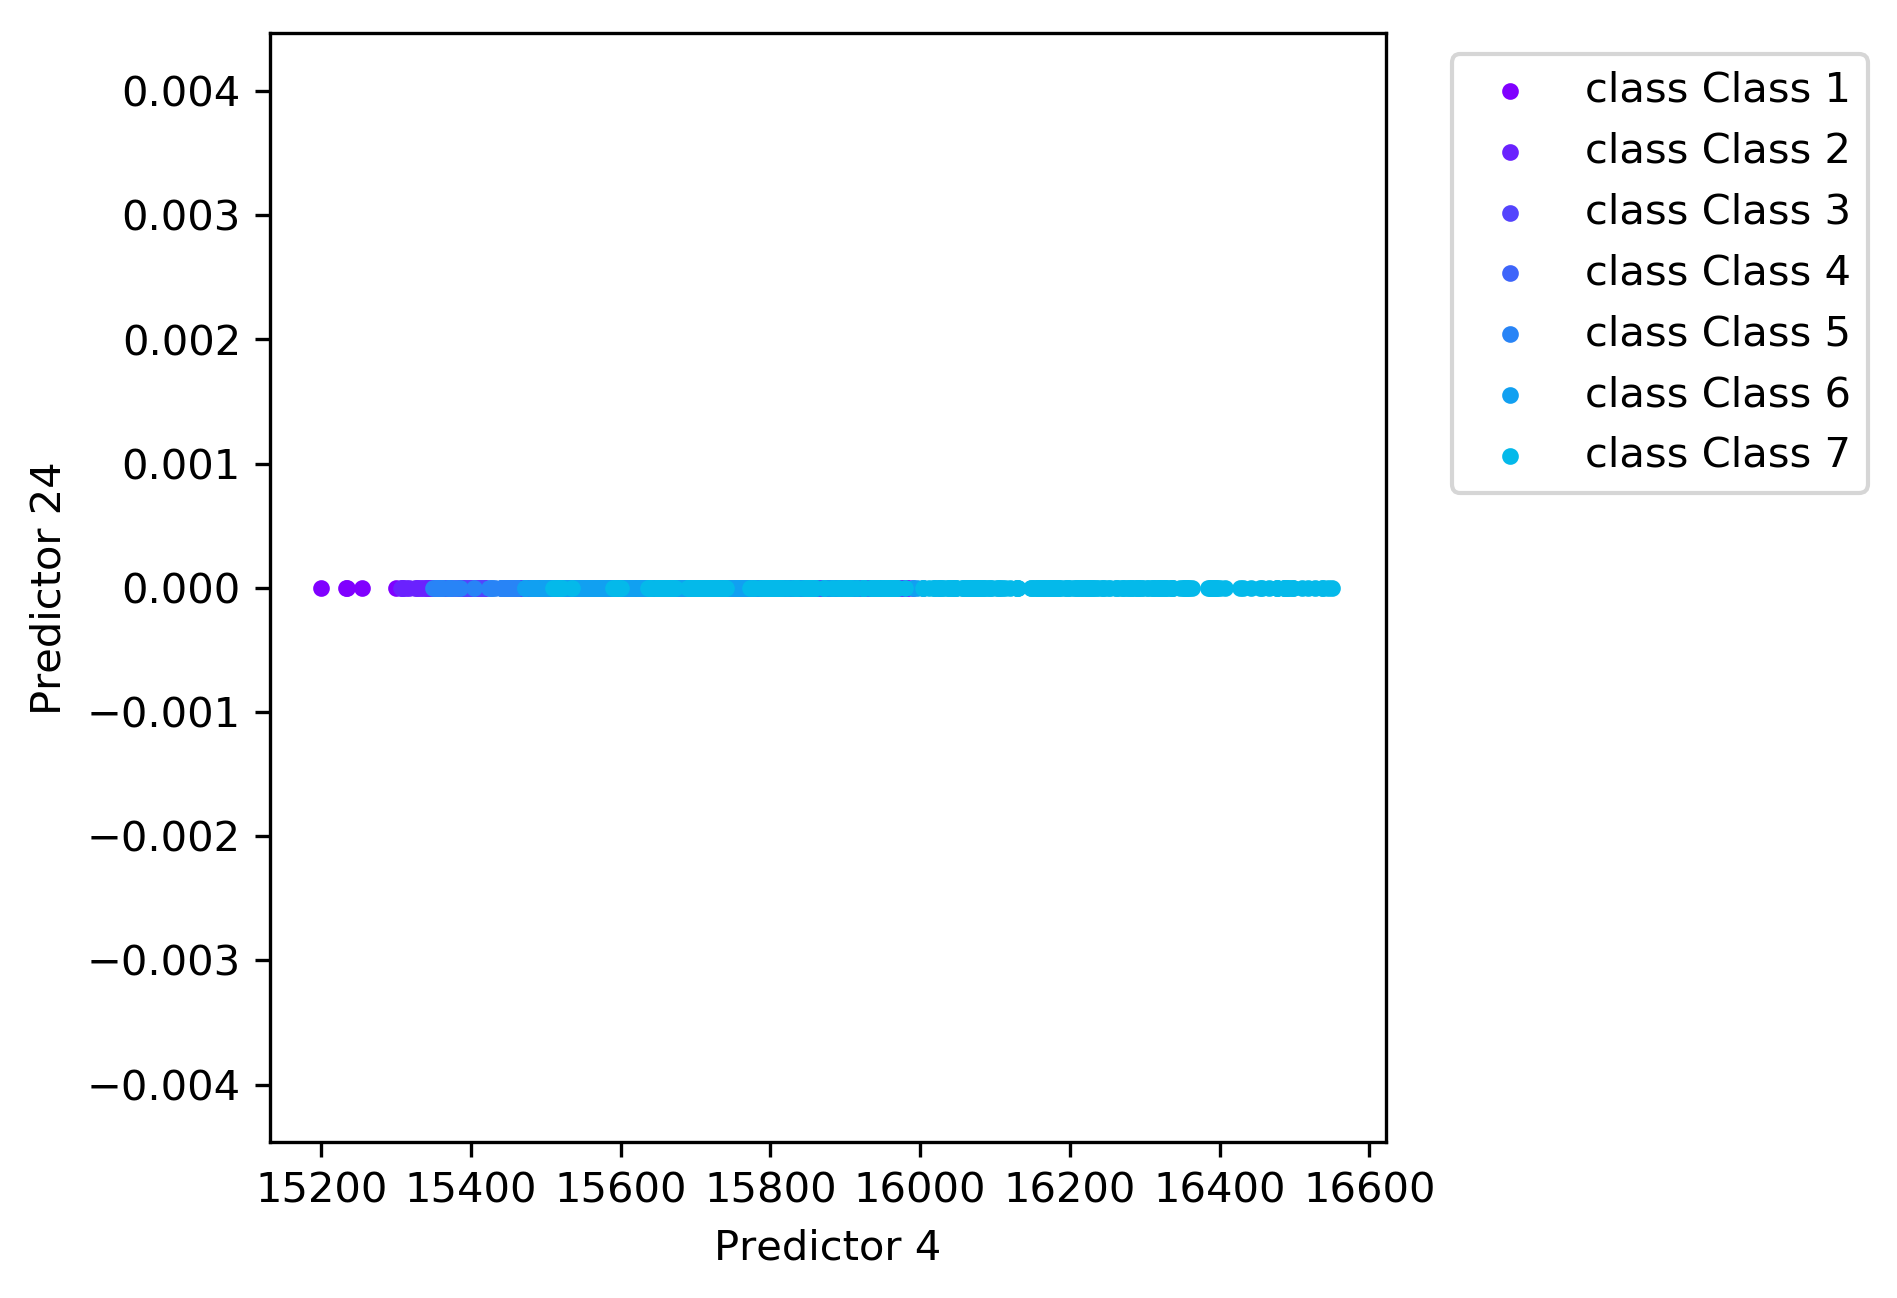 0.004
0.003
0.002
0.001
0.000
−0.001
−0.002
−0.003
−0.004
Predictor 24
15200 15400 15600 15800 16000 16200 16400 16600
Predictor 4
class Class 1
class Class 2
class Class 3
class Class 4
class Class 5
class Class 6
class Class 7